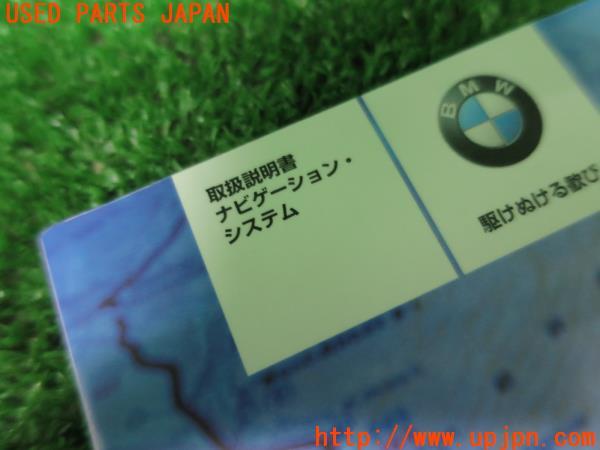 USED PARTS JAPAN
取扱説明書
ナビゲーション・
システム
BMW
駆けぬける歓び
http://www.upjpn.com